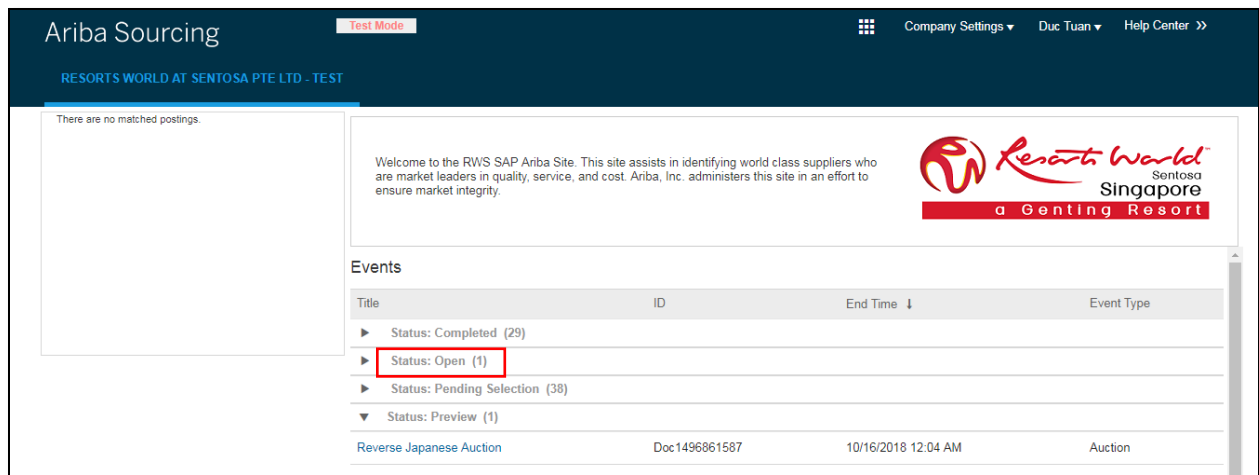 Ariba Sourcing
Test Mode
Company Settings ▾
Duc Tuan ▾
Help Center »
RESORTS WORLD AT SENTOSA PTE LTD - TEST
There are no matched postings.
Welcome to the RWS SAP Ariba Site. This site assists in identifying world class suppliers who
are market leaders in quality, service, and cost. Ariba, Inc. administers this site in an effort to
ensure market integrity.
Resorts World
Sentosa
Singapore
a Genting Resort
Events
Title ID End Time ↓ Event Type
► Status: Completed (29)
► Status: Open (1)
► Status: Pending Selection (38)
▼ Status: Preview (1)
Reverse Japanese Auction Doc1496861587 10/16/2018 12:04 AM Auction